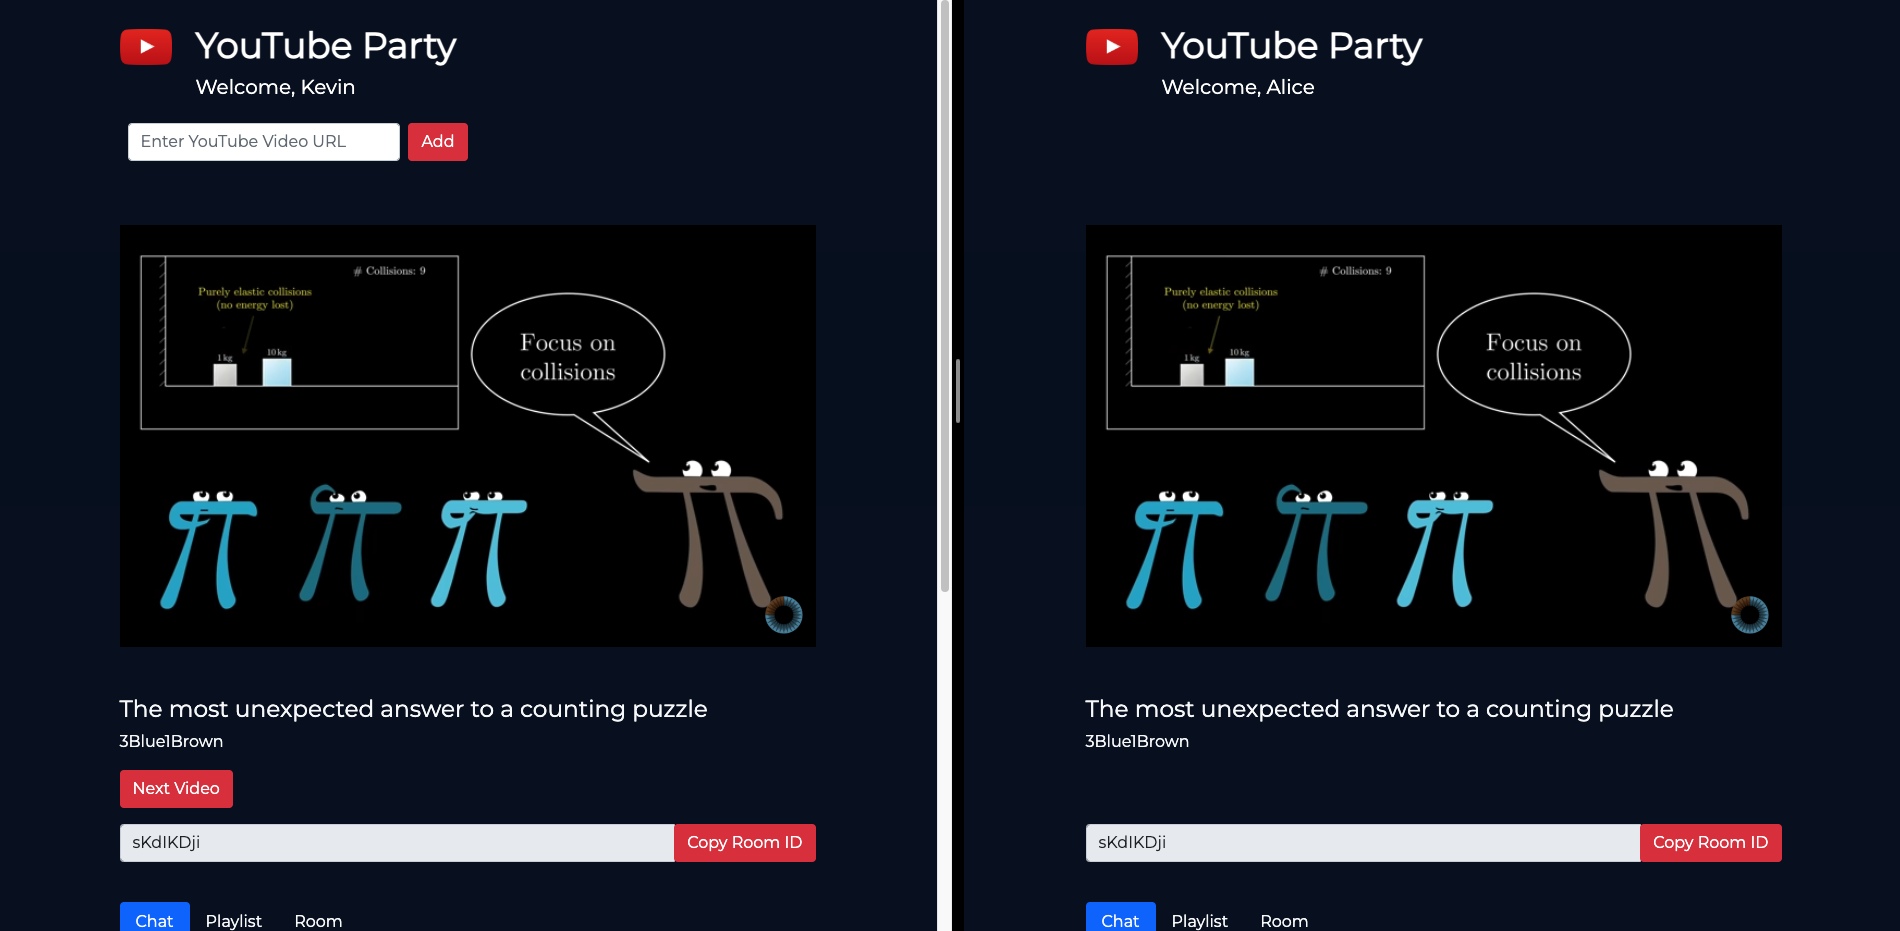 YouTube Party
Welcome, Kevin
Enter YouTube Video URL
Add
# Collisions: 9
Purely elastic collisions
(no energy lost)
1 kg
10 kg
Focus on
collisions
The most unexpected answer to a counting puzzle
3Blue1Brown
Next Video
sKdIKDji
Copy Room ID
Chat
Playlist
Room
YouTube Party
Welcome, Alice
# Collisions: 9
Purely elastic collisions
(no energy lost)
1 kg
10 kg
Focus on
collisions
The most unexpected answer to a counting puzzle
3Blue1Brown
sKdIKDji
Copy Room ID
Chat
Playlist
Room